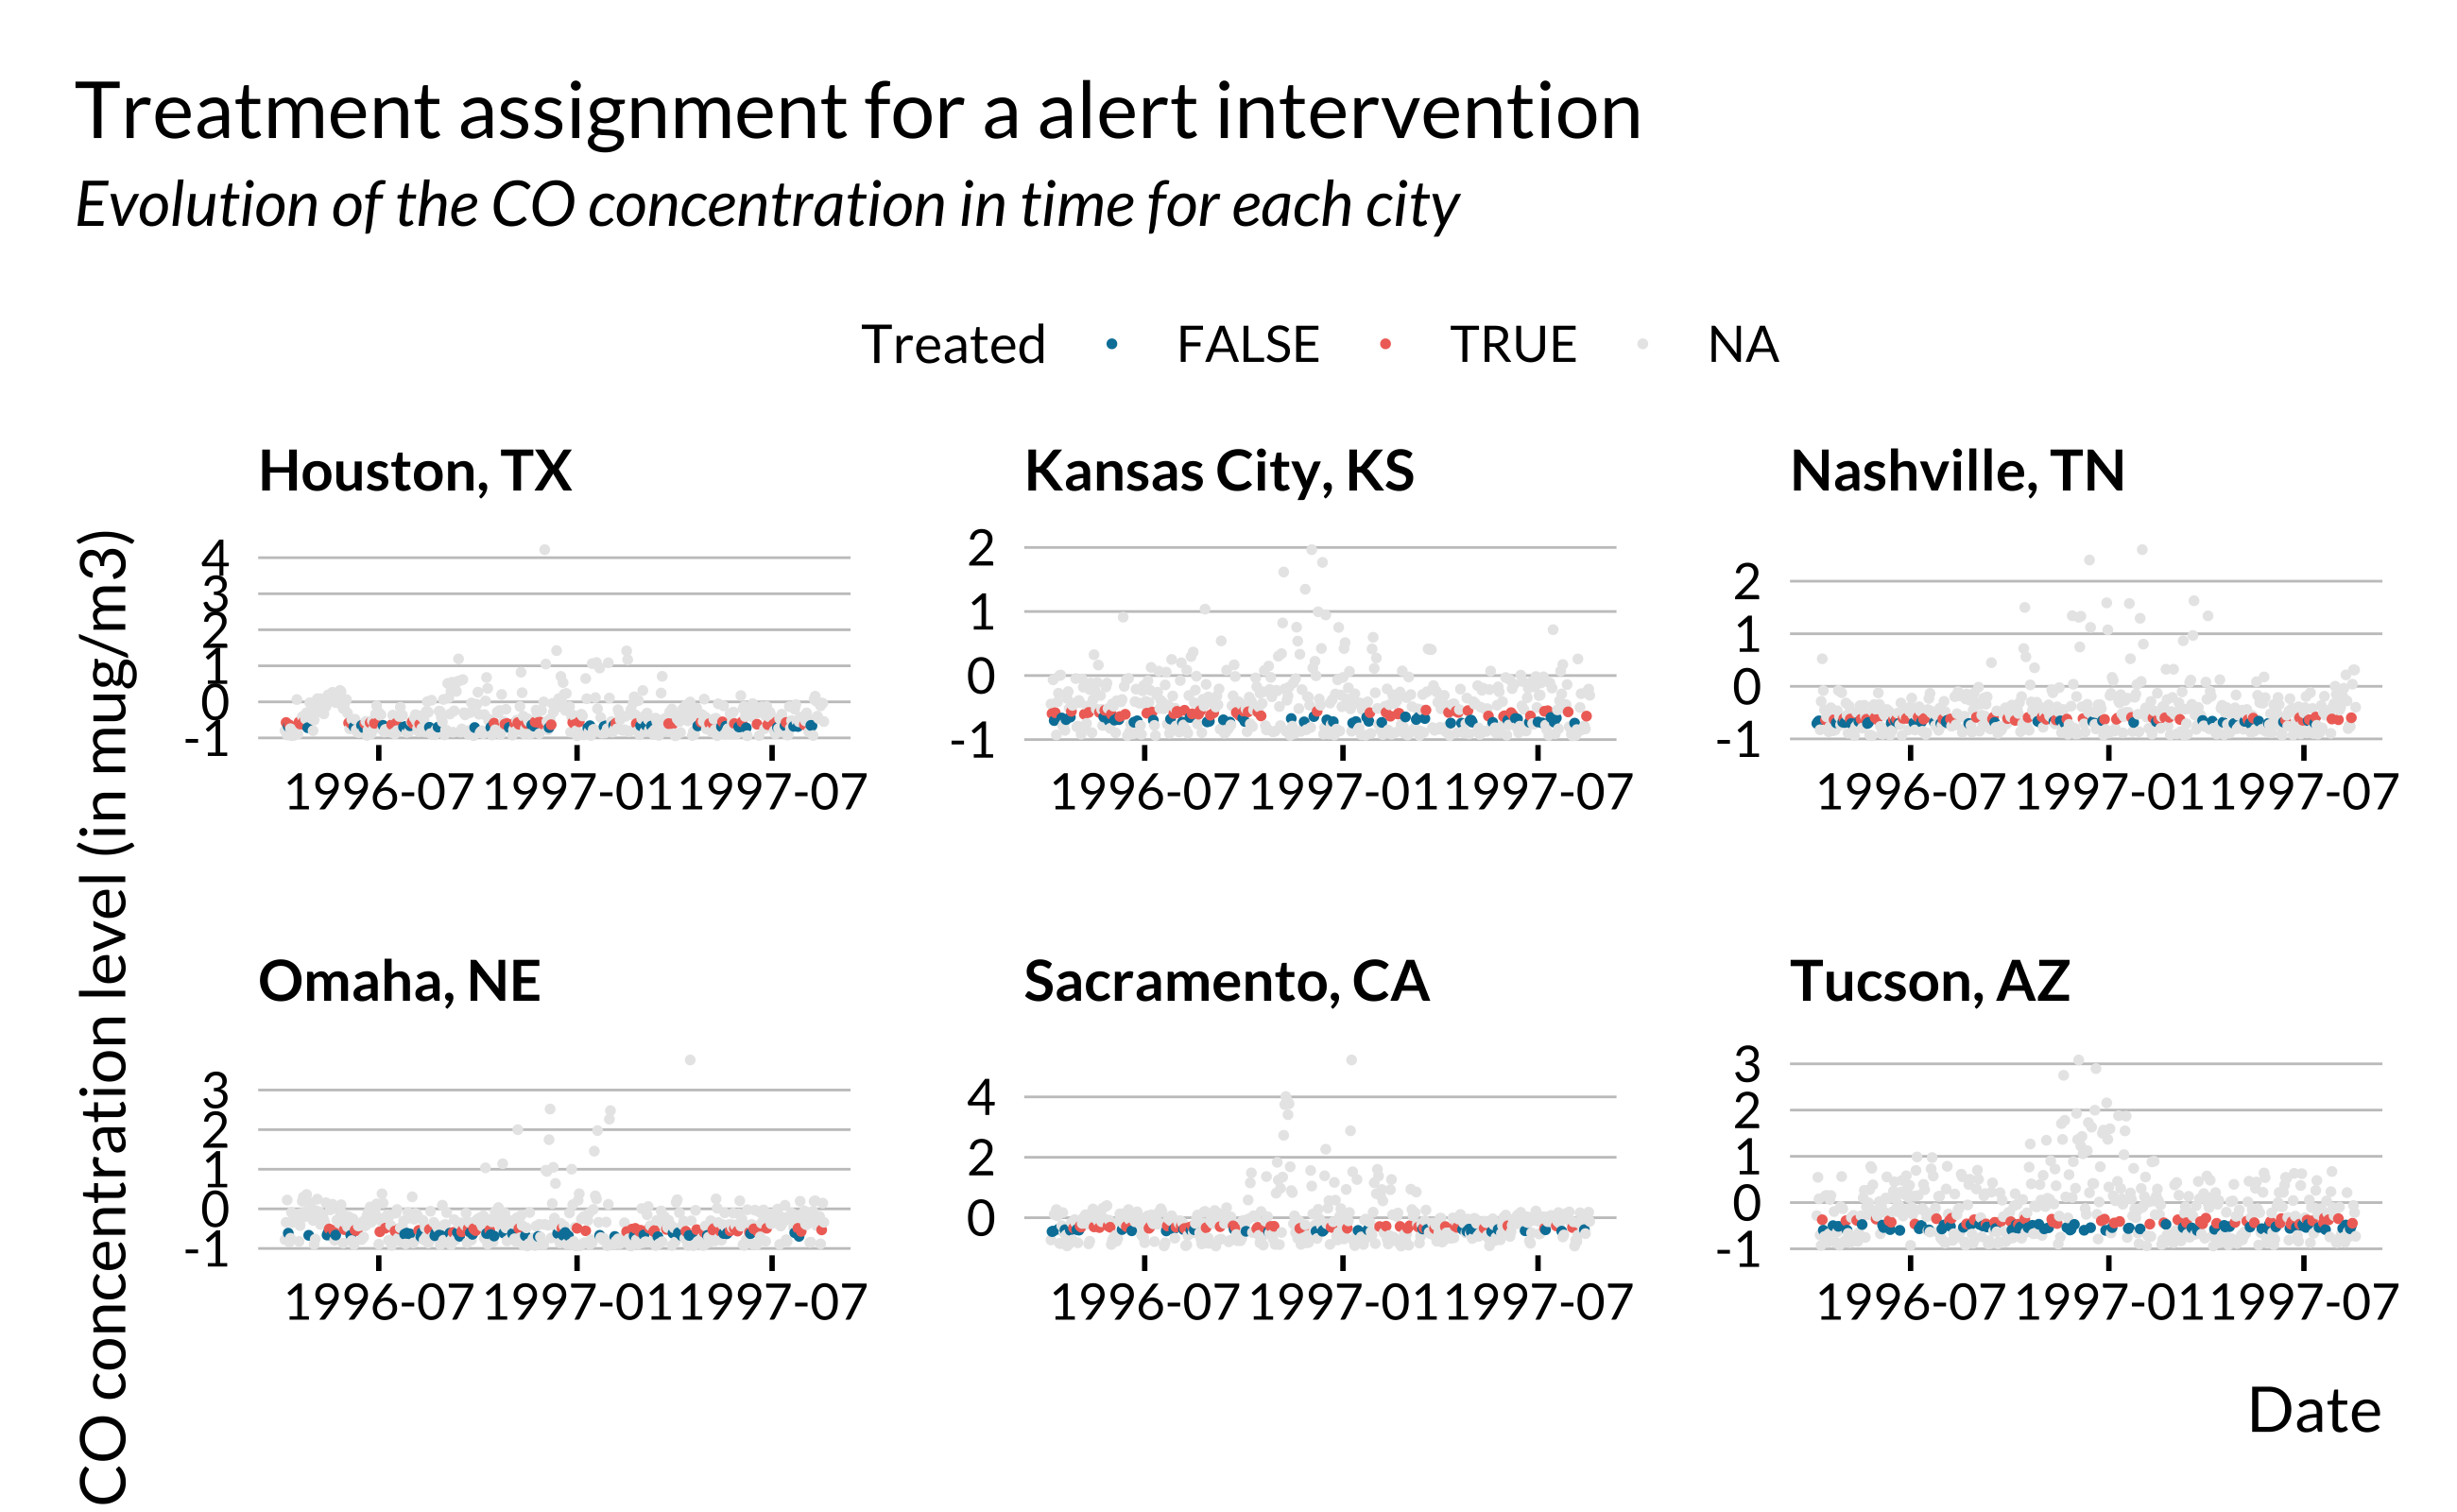 Treatment assignment for a alert intervention
Evolution of the CO concentration in time for each city
Treated FALSE TRUE NA
CO concentration level (in mug/m3)
Houston, TX
4
3
2
1
0
-1
1996-07 1997-01 1997-07
Kansas City, KS
2
1
0
-1
1996-07 1997-01 1997-07
Nashville, TN
2
1
0
-1
1996-07 1997-01 1997-07
Omaha, NE
3
2
1
0
-1
1996-07 1997-01 1997-07
Sacramento, CA
4
2
0
1996-07 1997-01 1997-07
Tucson, AZ
3
2
1
0
-1
1996-07 1997-01 1997-07
Date